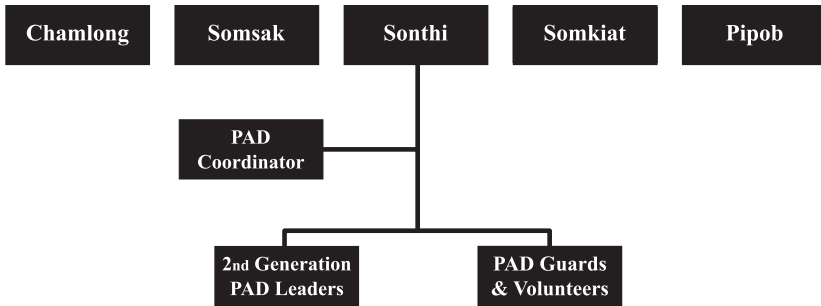 Chamlong
Somsak
Sonthi
Somkiat
Pipob
PAD
Coordinator
2nd Generation
PAD Leaders
PAD Guards
& Volunteers